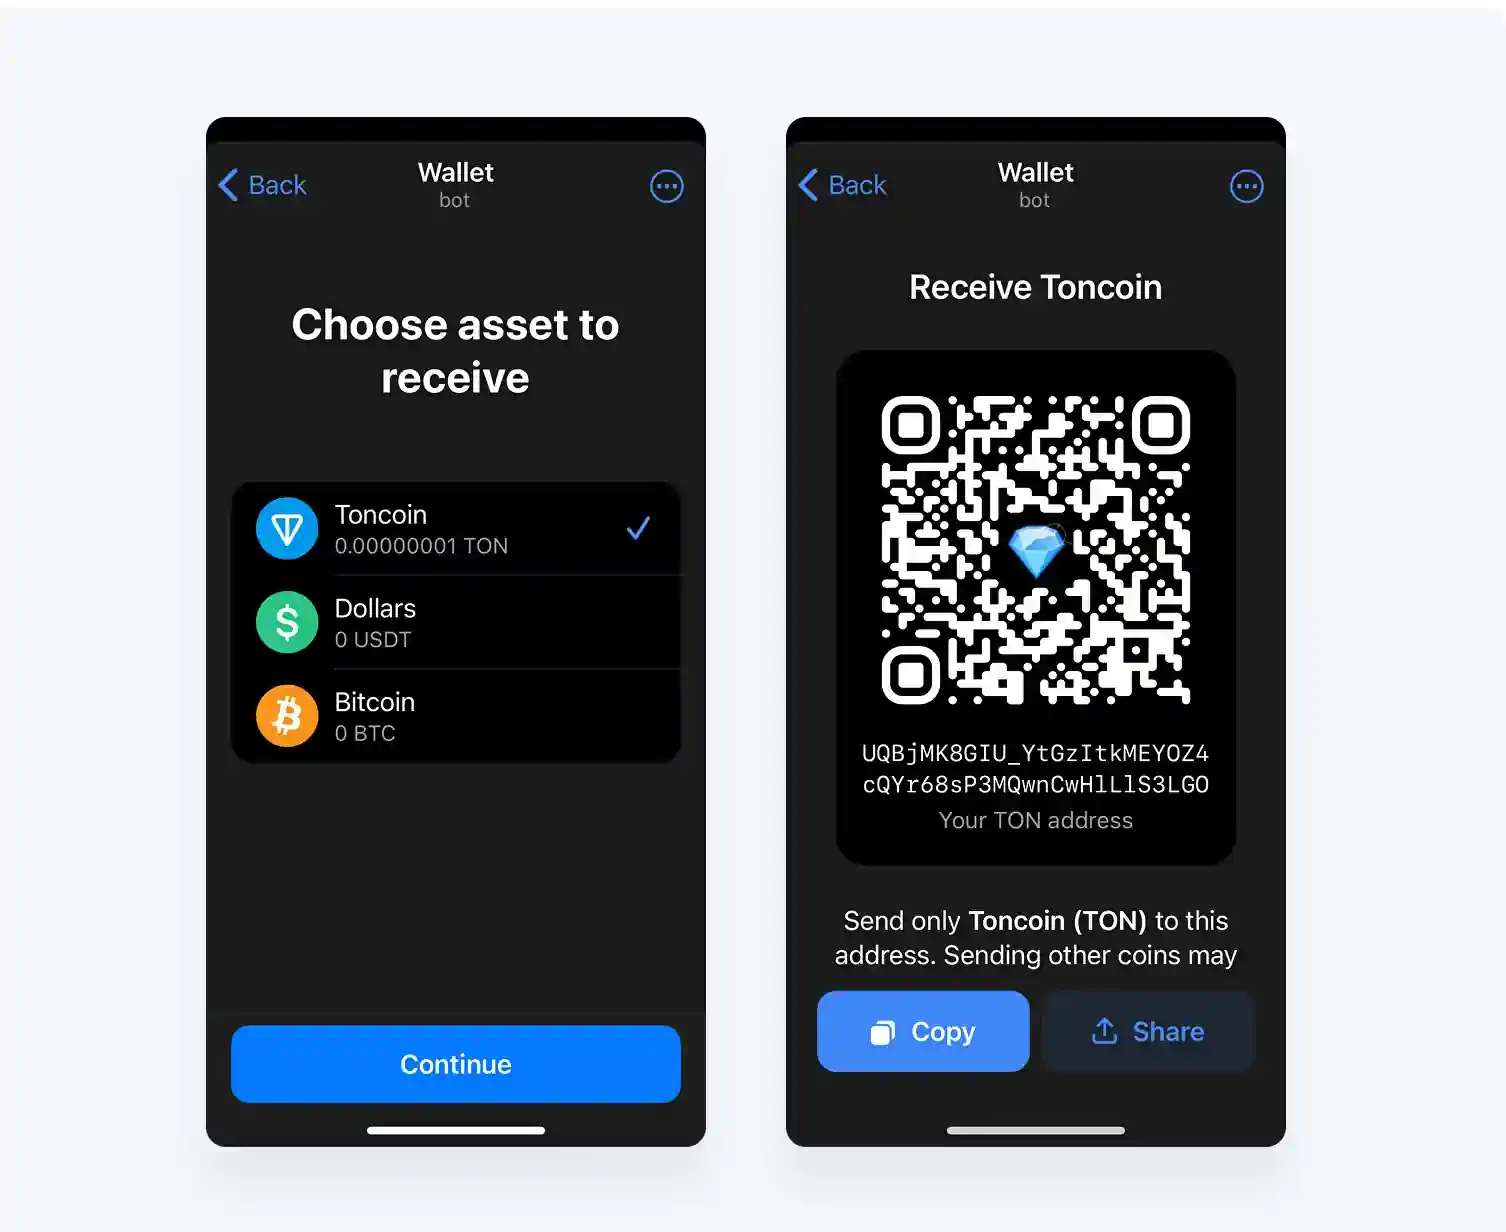 Back
Wallet
bot
Choose asset to
receive
Toncoin
0.00000001 TON
Dollars
0 USDT
Bitcoin
0 BTC
Continue
Back
Wallet
bot
Receive Toncoin
UQBjMK8GIU_YtGzItkMEYOZ4
cQYr68sP3MQwnCwHlLlS3LGO
Your TON address
Send only Toncoin (TON) to this
address. Sending other coins may
Copy
Share